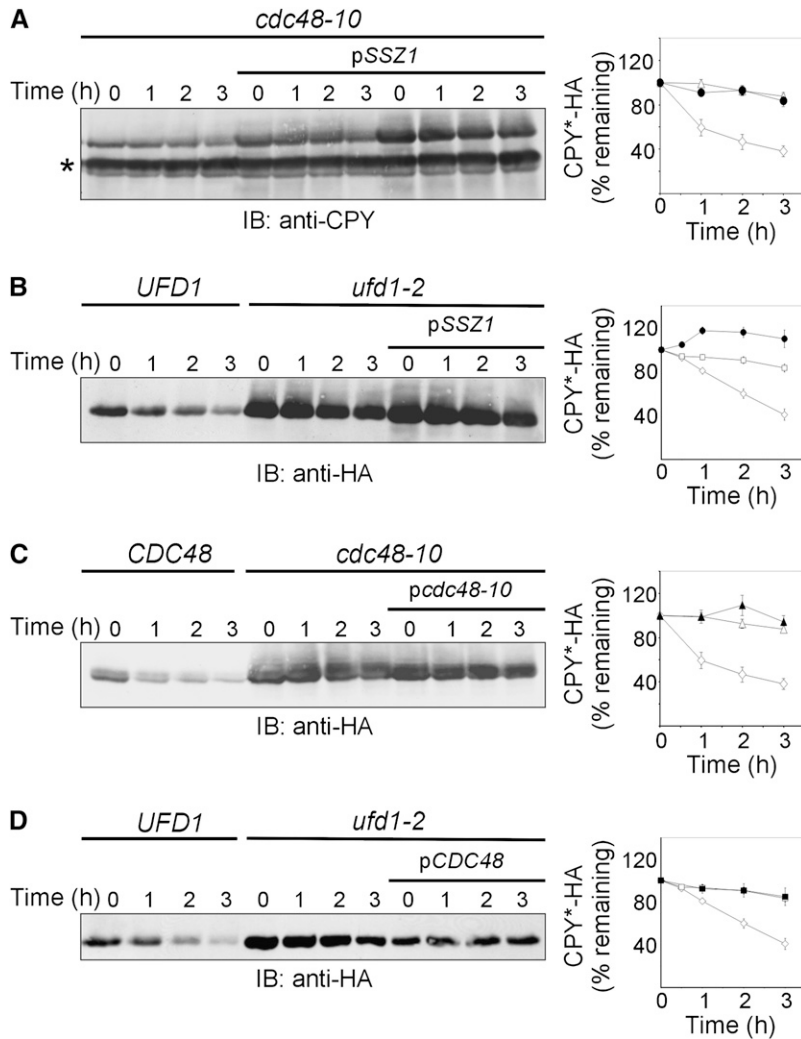 A
cdc48-10
pSSZ1
Time (h) 0 1 2 3 0 1 2 3 0 1 2 3
*
IB: anti-CPY
120
80
40
CPY*-HA
(% remaining)
0 1 2 3
Time (h)
B
UFD1 ufd1-2
pSSZ1
Time (h) 0 1 2 3 0 1 2 3 0 1 2 3
IB: anti-HA
120
80
40
CPY*-HA
(% remaining)
0 1 2 3
Time (h)
C
CDC48 cdc48-10
pcdc48-10
Time (h) 0 1 2 3 0 1 2 3 0 1 2 3
IB: anti-HA
120
80
40
CPY*-HA
(% remaining)
0 1 2 3
Time (h)
D
UFD1 ufd1-2
pCDC48
Time (h) 0 1 2 3 0 1 2 3 0 1 2 3
IB: anti-HA
120
80
40
CPY*-HA
(% remaining)
0 1 2 3
Time (h)